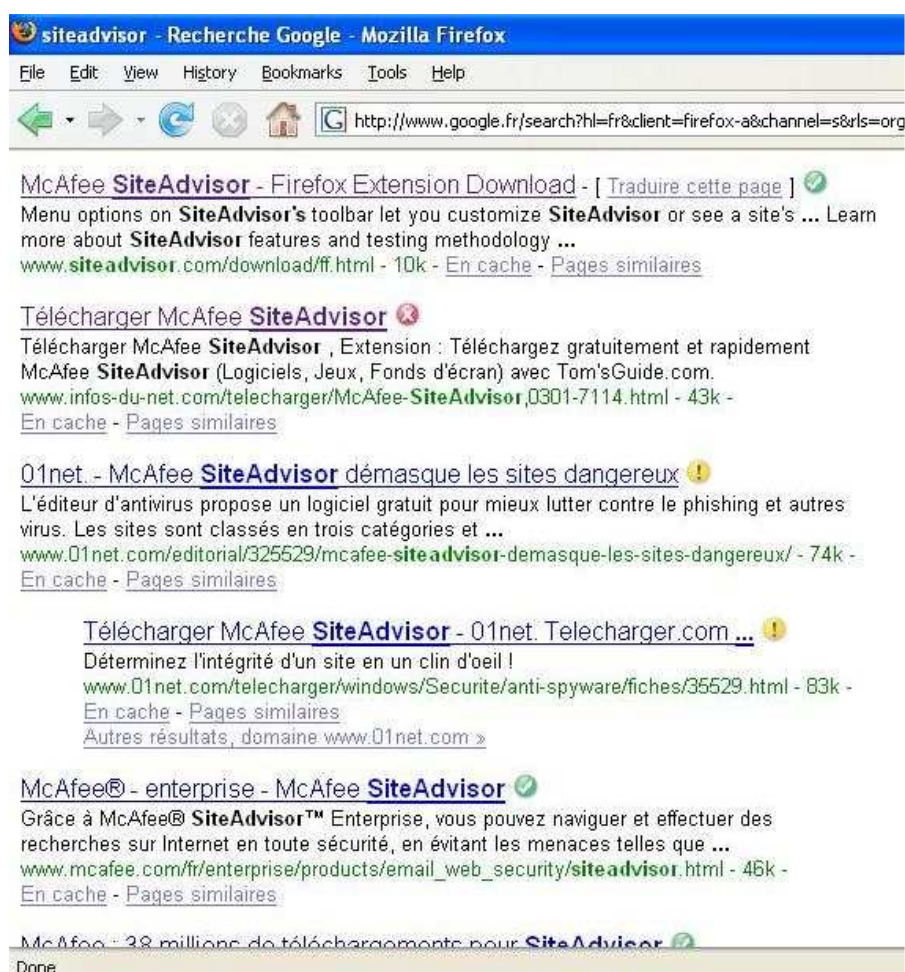 siteadvisor - Recherche Google - Mozilla Firefox
File Edit View History Bookmarks Tools Help
G http://www.google.fr/search?hl=fr&client=firefox-a&channel=s&rls=org
McAfee SiteAdvisor - Firefox Extension Download - [ Traduire cette page ]
Menu options on SiteAdvisor's toolbar let you customize SiteAdvisor or see a site's ... Learn
more about SiteAdvisor features and testing methodology ...
www.siteadvisor.com/download/ff.html - 10k - En cache - Pages similaires
Télécharger McAfee SiteAdvisor
Télécharger McAfee SiteAdvisor , Extension : Téléchargez gratuitement et rapidement
McAfee SiteAdvisor (Logiciels, Jeux, Fonds d'écran) avec Tom'sGuide.com.
www.infos-du-net.com/telecharger/McAfee-SiteAdvisor,0301-7114.html - 43k -
En cache - Pages similaires
01net. - McAfee SiteAdvisor démasque les sites dangereux
L'éditeur d'antivirus propose un logiciel gratuit pour mieux lutter contre le phishing et autres
virus. Les sites sont classés en trois catégories et ...
www.01net.com/editorial/325529/mcafee-siteadvisor-demasque-les-sites-dangereux/ - 74k -
En cache - Pages similaires
Télécharger McAfee SiteAdvisor - 01net. Telecharger.com ...
Déterminez l'intégrité d'un site en un clin d'oeil !
www.01net.com/telecharger/windows/Securite/anti-spyware/fiches/35529.html - 83k -
En cache - Pages similaires
Autres résultats, domaine www.01net.com »
McAfee® - enterprise - McAfee SiteAdvisor
Grâce à McAfee® SiteAdvisor™ Enterprise, vous pouvez naviguer et effectuer des
recherches sur Internet en toute sécurité, en évitant les menaces telles que ...
www.mcafee.com/fr/enterprise/products/email_web_security/siteadvisor.html - 46k -
En cache - Pages similaires
McAfee : 38 millions de téléchargements pour SiteAdvisor
Done